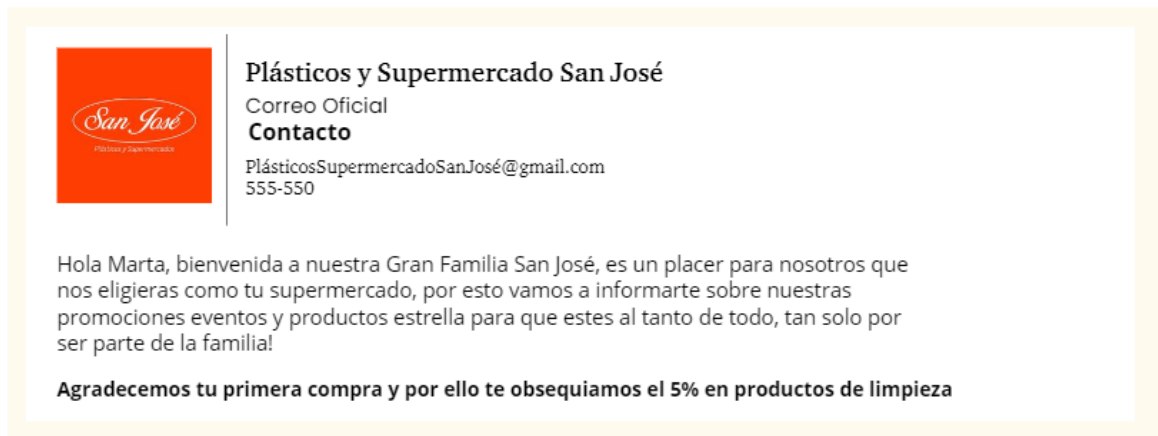 San José
Plásticos y Supermercados
Plásticos y Supermercado San José
Correo Oficial
Contacto
PlásticosSupermercadoSanJosé@gmail.com
555-550
Hola Marta, bienvenida a nuestra Gran Familia San José, es un placer para nosotros que
nos eligieras como tu supermercado, por esto vamos a informarte sobre nuestras
promociones eventos y productos estrella para que estes al tanto de todo, tan solo por
ser parte de la familia!
Agradecemos tu primera compra y por ello te obsequiamos el 5% en productos de limpieza